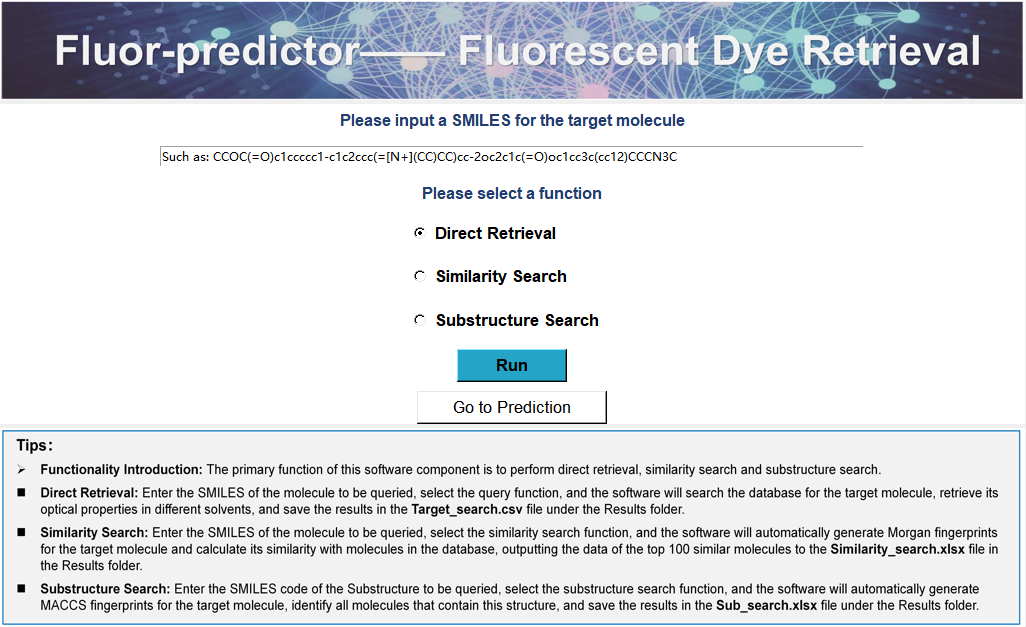 Fluor-predictor—— Fluorescent Dye Retrieval
Please input a SMILES for the target molecule
Such as: CCOC(=O)c1ccccc1-c1c2ccc(=[N+](CC)CC)cc-2oc2c1c(=O)oc1cc3c(cc12)CCCN3C
Please select a function
Direct Retrieval
Similarity Search
Substructure Search
Run
Go to Prediction
Tips:
➢ Functionality Introduction: The primary function of this software component is to perform direct retrieval, similarity search and substructure search.
■ Direct Retrieval: Enter the SMILES of the molecule to be queried, select the query function, and the software will search the database for the target molecule, retrieve its
optical properties in different solvents, and save the results in the Target_search.csv file under the Results folder.
■ Similarity Search: Enter the SMILES of the molecule to be queried, select the similarity search function, and the software will automatically generate Morgan fingerprints
for the target molecule and calculate its similarity with molecules in the database, outputting the data of the top 100 similar molecules to the Similarity_search.xlsx file in
the Results folder.
■ Substructure Search: Enter the SMILES code of the Substructure to be queried, select the substructure search function, and the software will automatically generate
MACCS fingerprints for the target molecule, identify all molecules that contain this structure, and save the results in the Sub_search.xlsx file under the Results folder.